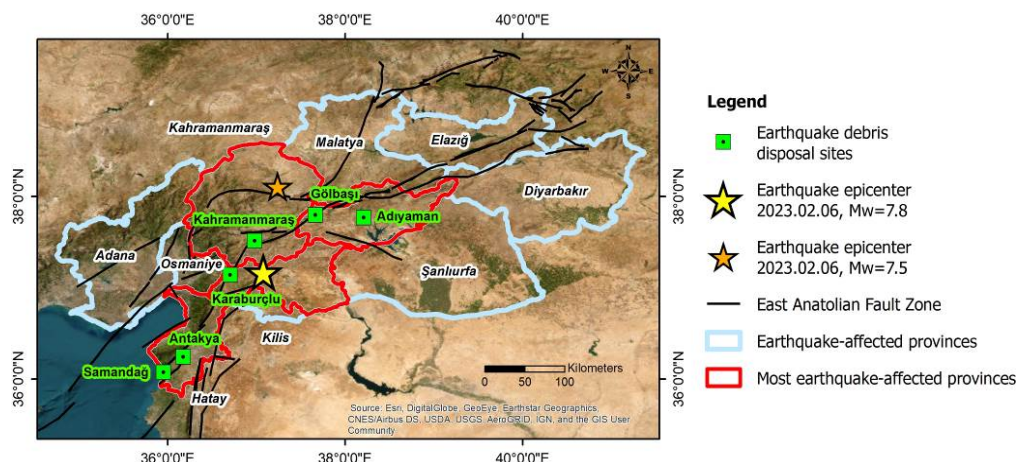 36°0'0"E
38°0'0"E
40°0'0"E
N
W
E
S
Kahramanmaraş
Malatya
Elazığ
Diyarbakır
38°0'0"N
38°0'0"N
Gölbaşı
Kahramanmaraş
Adıyaman
Adana
Osmaniye
Şanlıurfa
Karaburçlu
Antakya
Kilis
Samandağ
Hatay
36°0'0"N
36°0'0"N
Kilometers
0
50
100
Source: Esri, DigitalGlobe, GeoEye, Earthstar Geographics,
CNES/Airbus DS, USDA, USGS, AeroGRID, IGN, and the GIS User
Community
36°0'0"E
38°0'0"E
40°0'0"E
Legend
Earthquake debris
disposal sites
Earthquake epicenter
2023.02.06, Mw=7.8
Earthquake epicenter
2023.02.06, Mw=7.5
East Anatolian Fault Zone
Earthquake-affected provinces
Most earthquake-affected provinces